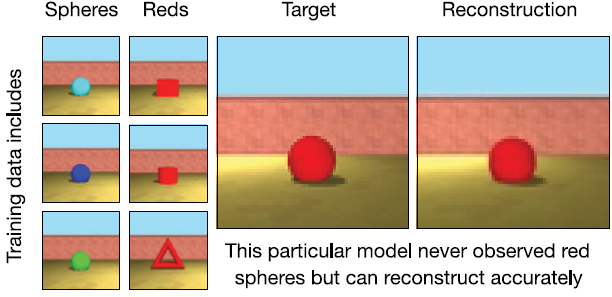 Spheres
Reds
Target
Reconstruction
Training data includes
This particular model never observed red
spheres but can reconstruct accurately